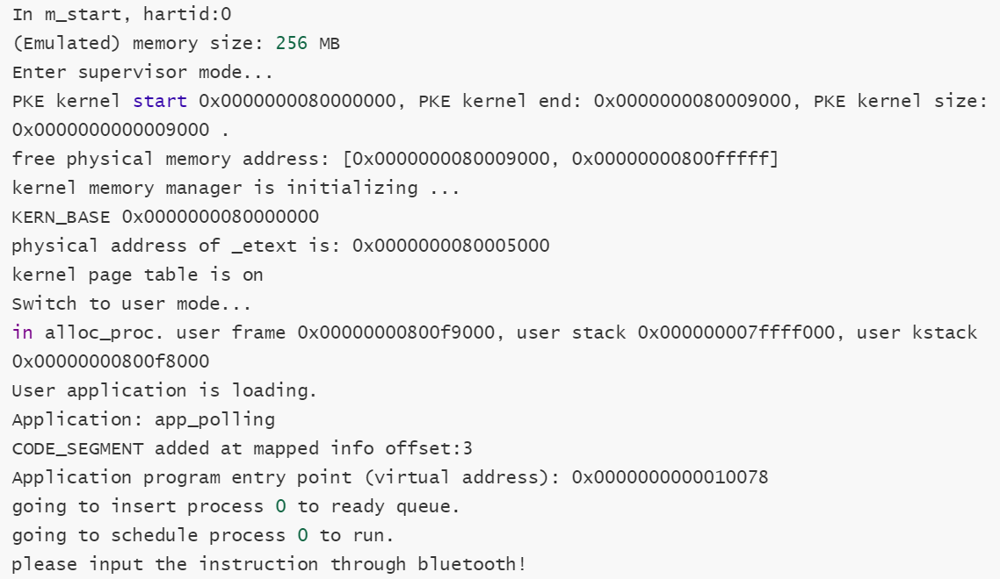 In m_start, hartid:0
(Emulated) memory size: 256 MB
Enter supervisor mode...
PKE kernel start 0x0000000080000000, PKE kernel end: 0x0000000080009000, PKE kernel size:
0x0000000000009000 .
free physical memory address: [0x0000000080009000, 0x00000000800fffff]
kernel memory manager is initializing ...
KERN_BASE 0x0000000080000000
physical address of _etext is: 0x0000000080005000
kernel page table is on
Switch to user mode...
in alloc_proc. user frame 0x00000000800f9000, user stack 0x000000007ffff000, user kstack
0x00000000800f8000
User application is loading.
Application: app_polling
CODE_SEGMENT added at mapped info offset:3
Application program entry point (virtual address): 0x0000000000010078
going to insert process 0 to ready queue.
going to schedule process 0 to run.
please input the instruction through bluetooth!